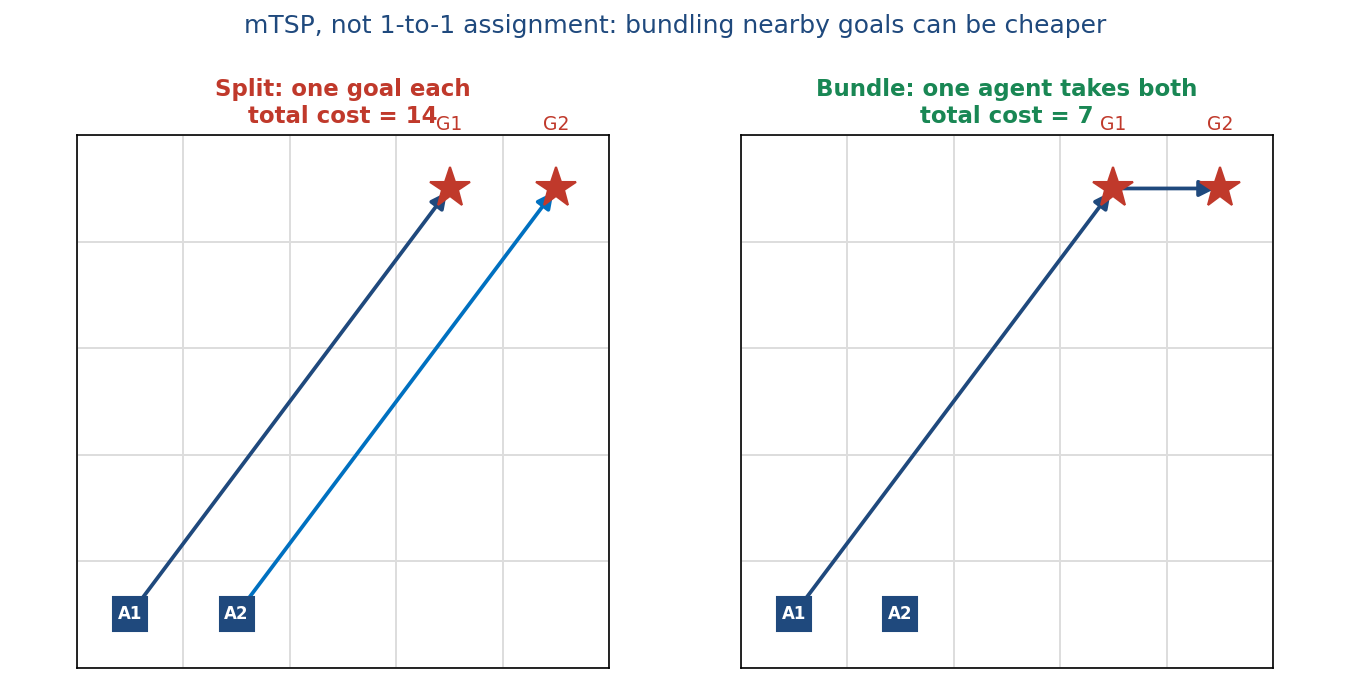 mTSP, not 1-to-1 assignment: bundling nearby goals can be cheaper
Split: one goal each
total cost = 14
G1 G2
A1 A2
Bundle: one agent takes both
total cost = 7
G1 G2
A1 A2